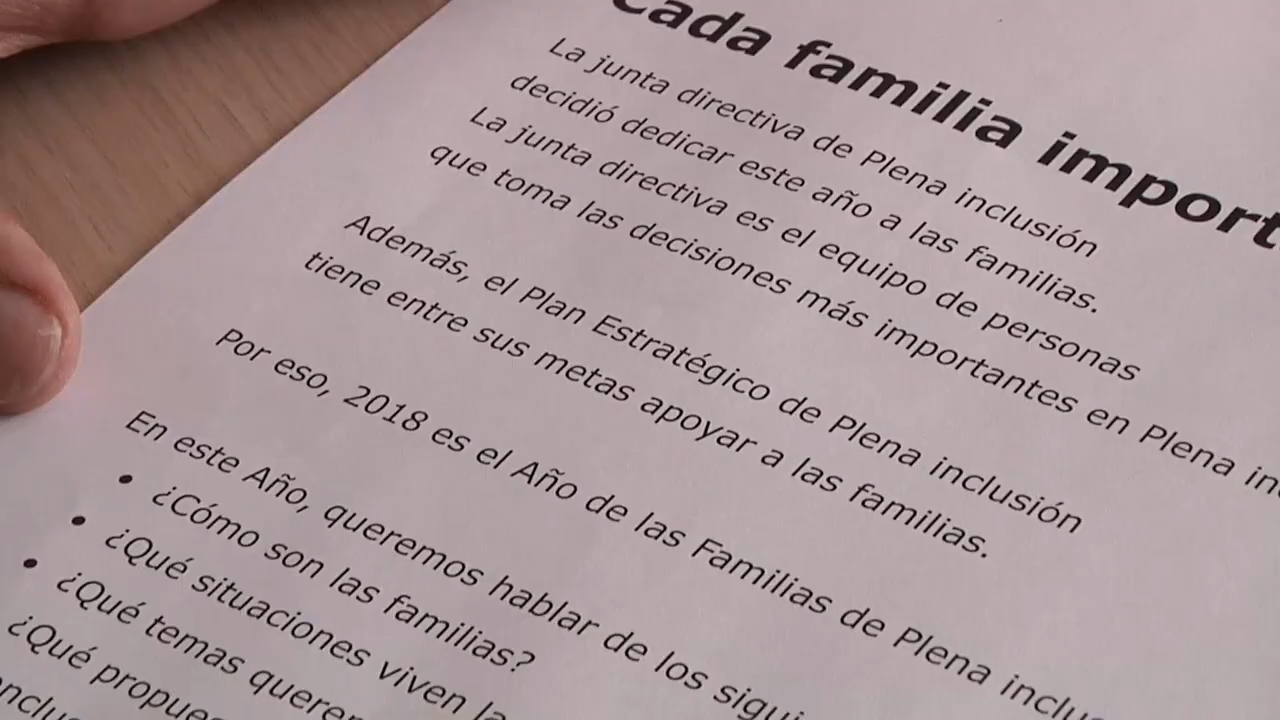 Cada familia import
La junta directiva de Plena inclusión
decidió dedicar este año a las familias.
La junta directiva es el equipo de personas
que toma las decisiones más importantes en Plena in
Además, el Plan Estratégico de Plena inclusión
tiene entre sus metas apoyar a las familias.
Por eso, 2018 es el Año de las Familias de Plena inclu
En este Año, queremos hablar de los sigui
• ¿Cómo son las familias?
• ¿Qué situaciones viven la
• ¿Qué temas querem
¿Qué propue
nclu